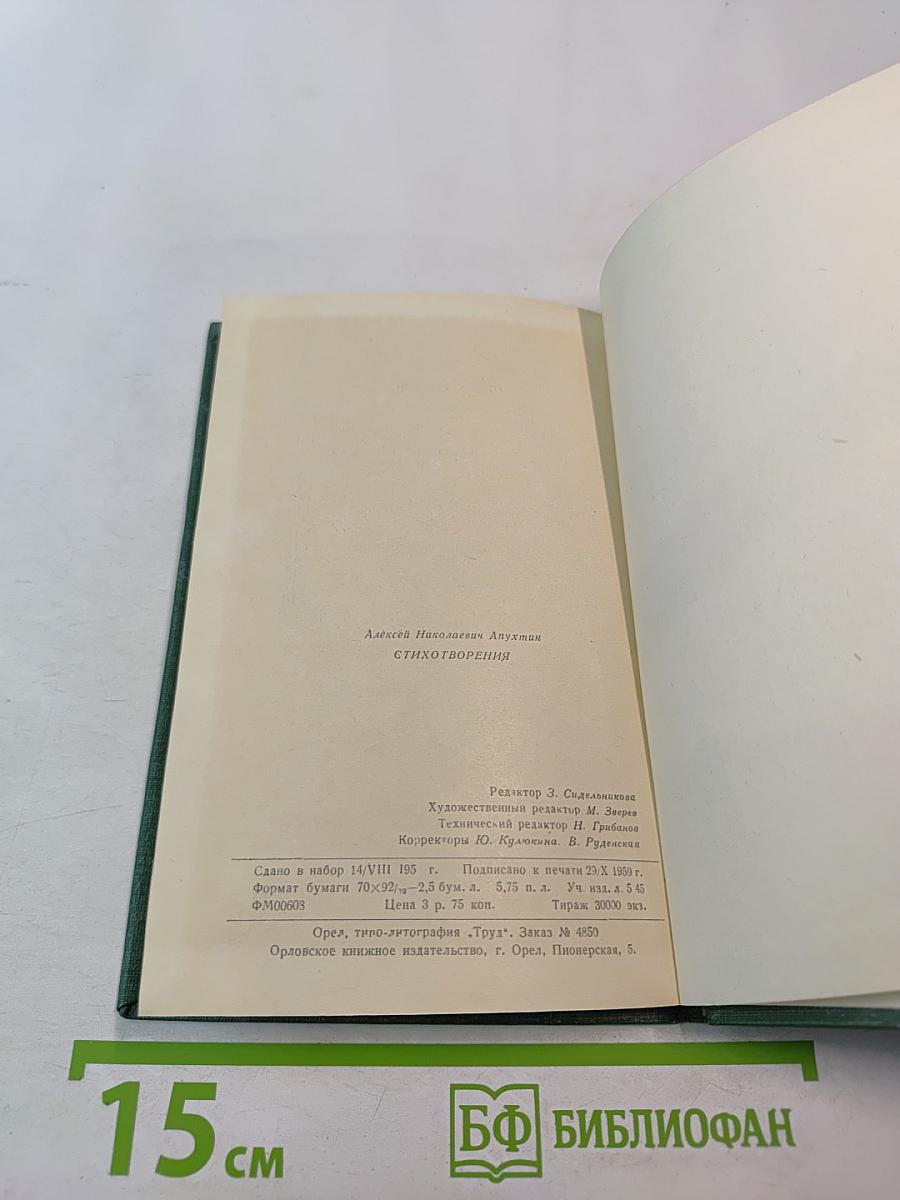 Алексей Николаевич Апухтин
СТИХОТВОРЕНИЯ
Редактор З. Сидельникова
Художественный редактор М. Зверев
Технический редактор Н. Грибанов
Корректоры Ю. Кулюкина. В. Руденская
Сдано в набор 14/VIII 195 г. Подписано к печати 29/X 1959 г.
Формат бумаги 70×92/₇₂—2,5 бум. л. 5,75 п. л. Уч. изд. л. 5 45
ФМ00603 Цена 3 р. 75 коп. Тираж 30000 экз.
Орел, типо-литография „Труд“. Заказ № 4850
Орловское книжное издательство, г. Орел, Пионерская, 5.
15 см
БФ БИБЛИОФАН